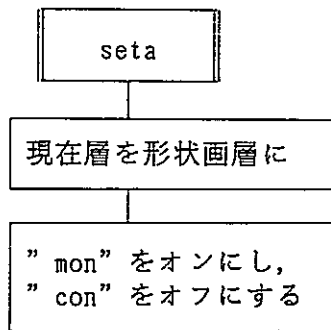 seta
現在層を形状画層に
” mon” をオンにし,
” con” をオフにする